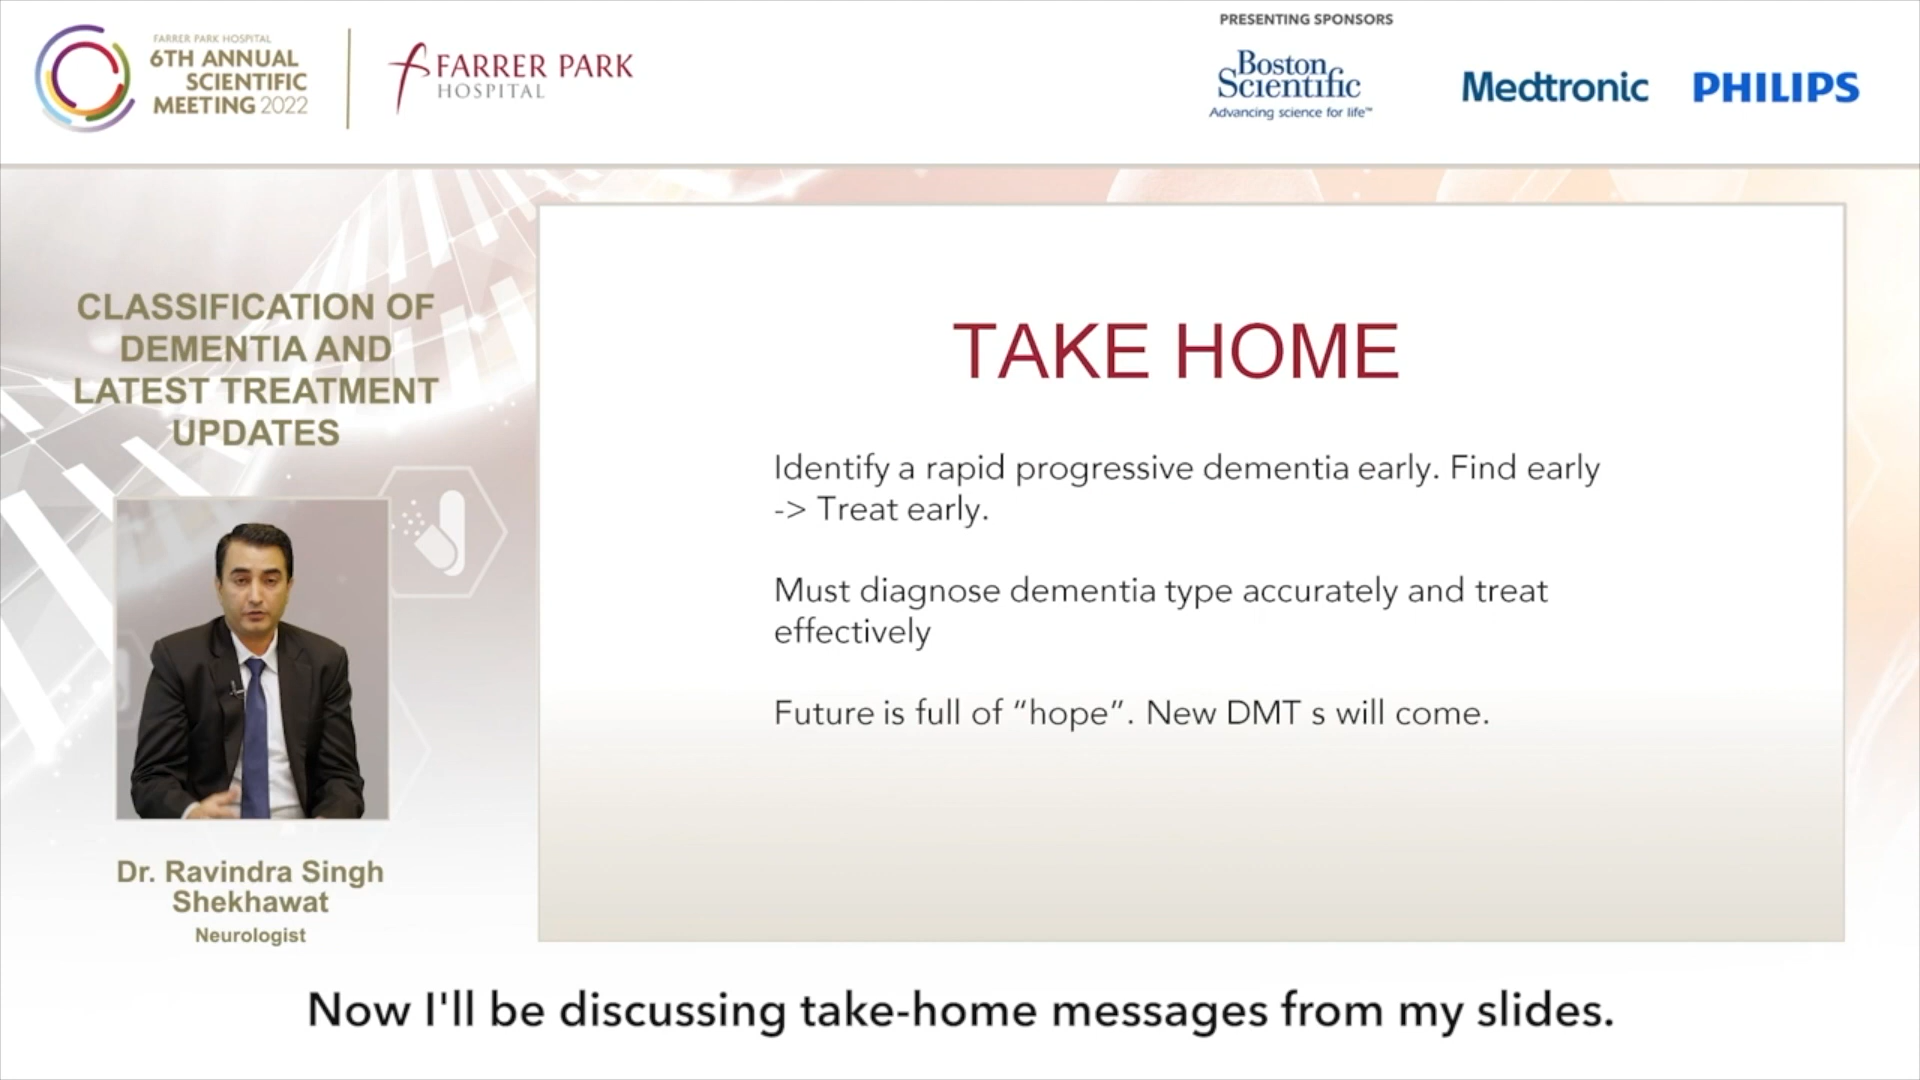 FARRER PARK HOSPITAL
6TH ANNUAL
SCIENTIFIC
MEETING 2022
FARRER PARK
HOSPITAL
PRESENTING SPONSORS
Boston
Scientific
Advancing science for life™
Medtronic
PHILIPS
CLASSIFICATION OF
DEMENTIA AND
LATEST TREATMENT
UPDATES
Dr. Ravindra Singh
Shekhawat
Neurologist
TAKE HOME
Identify a rapid progressive dementia early. Find early
-> Treat early.
Must diagnose dementia type accurately and treat
effectively
Future is full of “hope”. New DMT s will come.
Now I'll be discussing take-home messages from my slides.